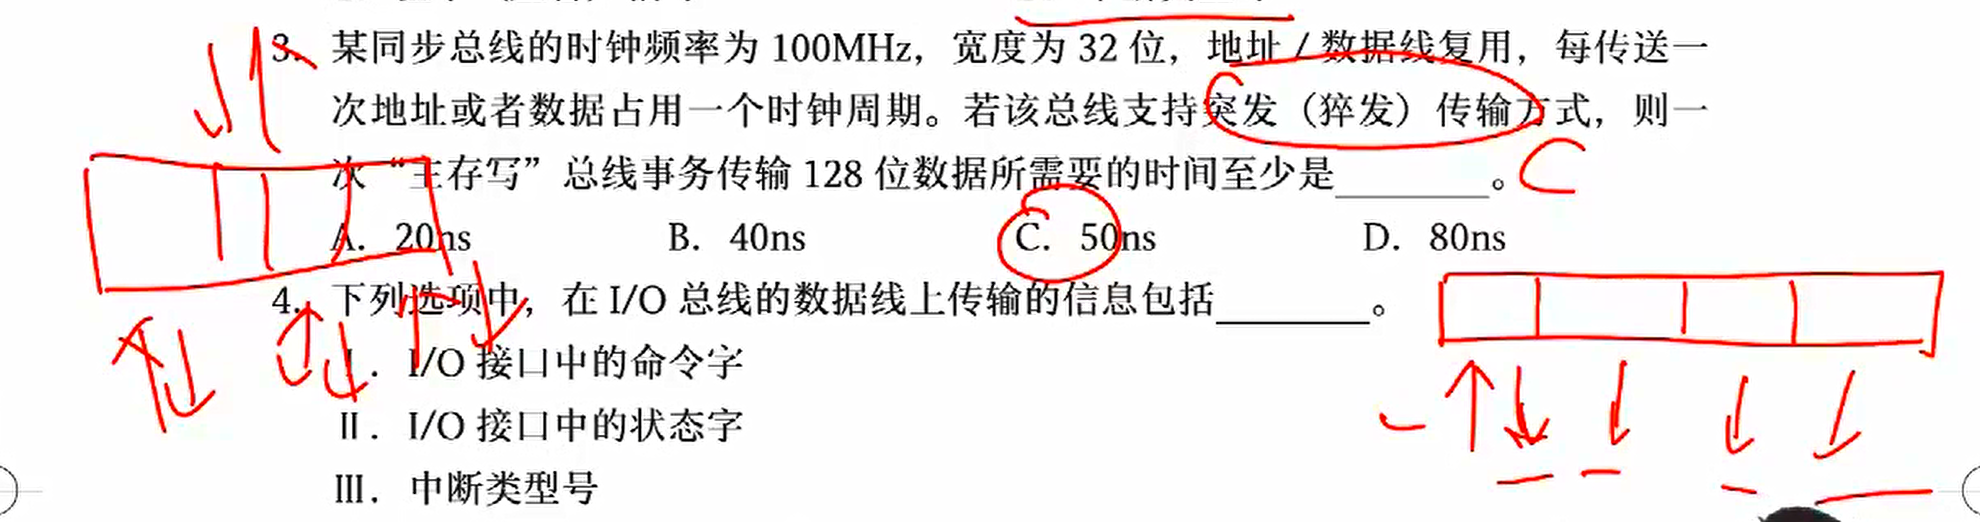 3. 某同步总线的时钟频率为 100MHz，宽度为 32 位，地址 / 数据线复用，每传送一
次地址或者数据占用一个时钟周期。若该总线支持突发（猝发）传输方式，则一
次“主存写”总线事务传输 128 位数据所需要的时间至少是________。C
A. 20ns B. 40ns C. 50ns D. 80ns
4. 下列选项中，在 I/O 总线的数据线上传输的信息包括________。
I. I/O 接口中的命令字
II. I/O 接口中的状态字
III. 中断类型号